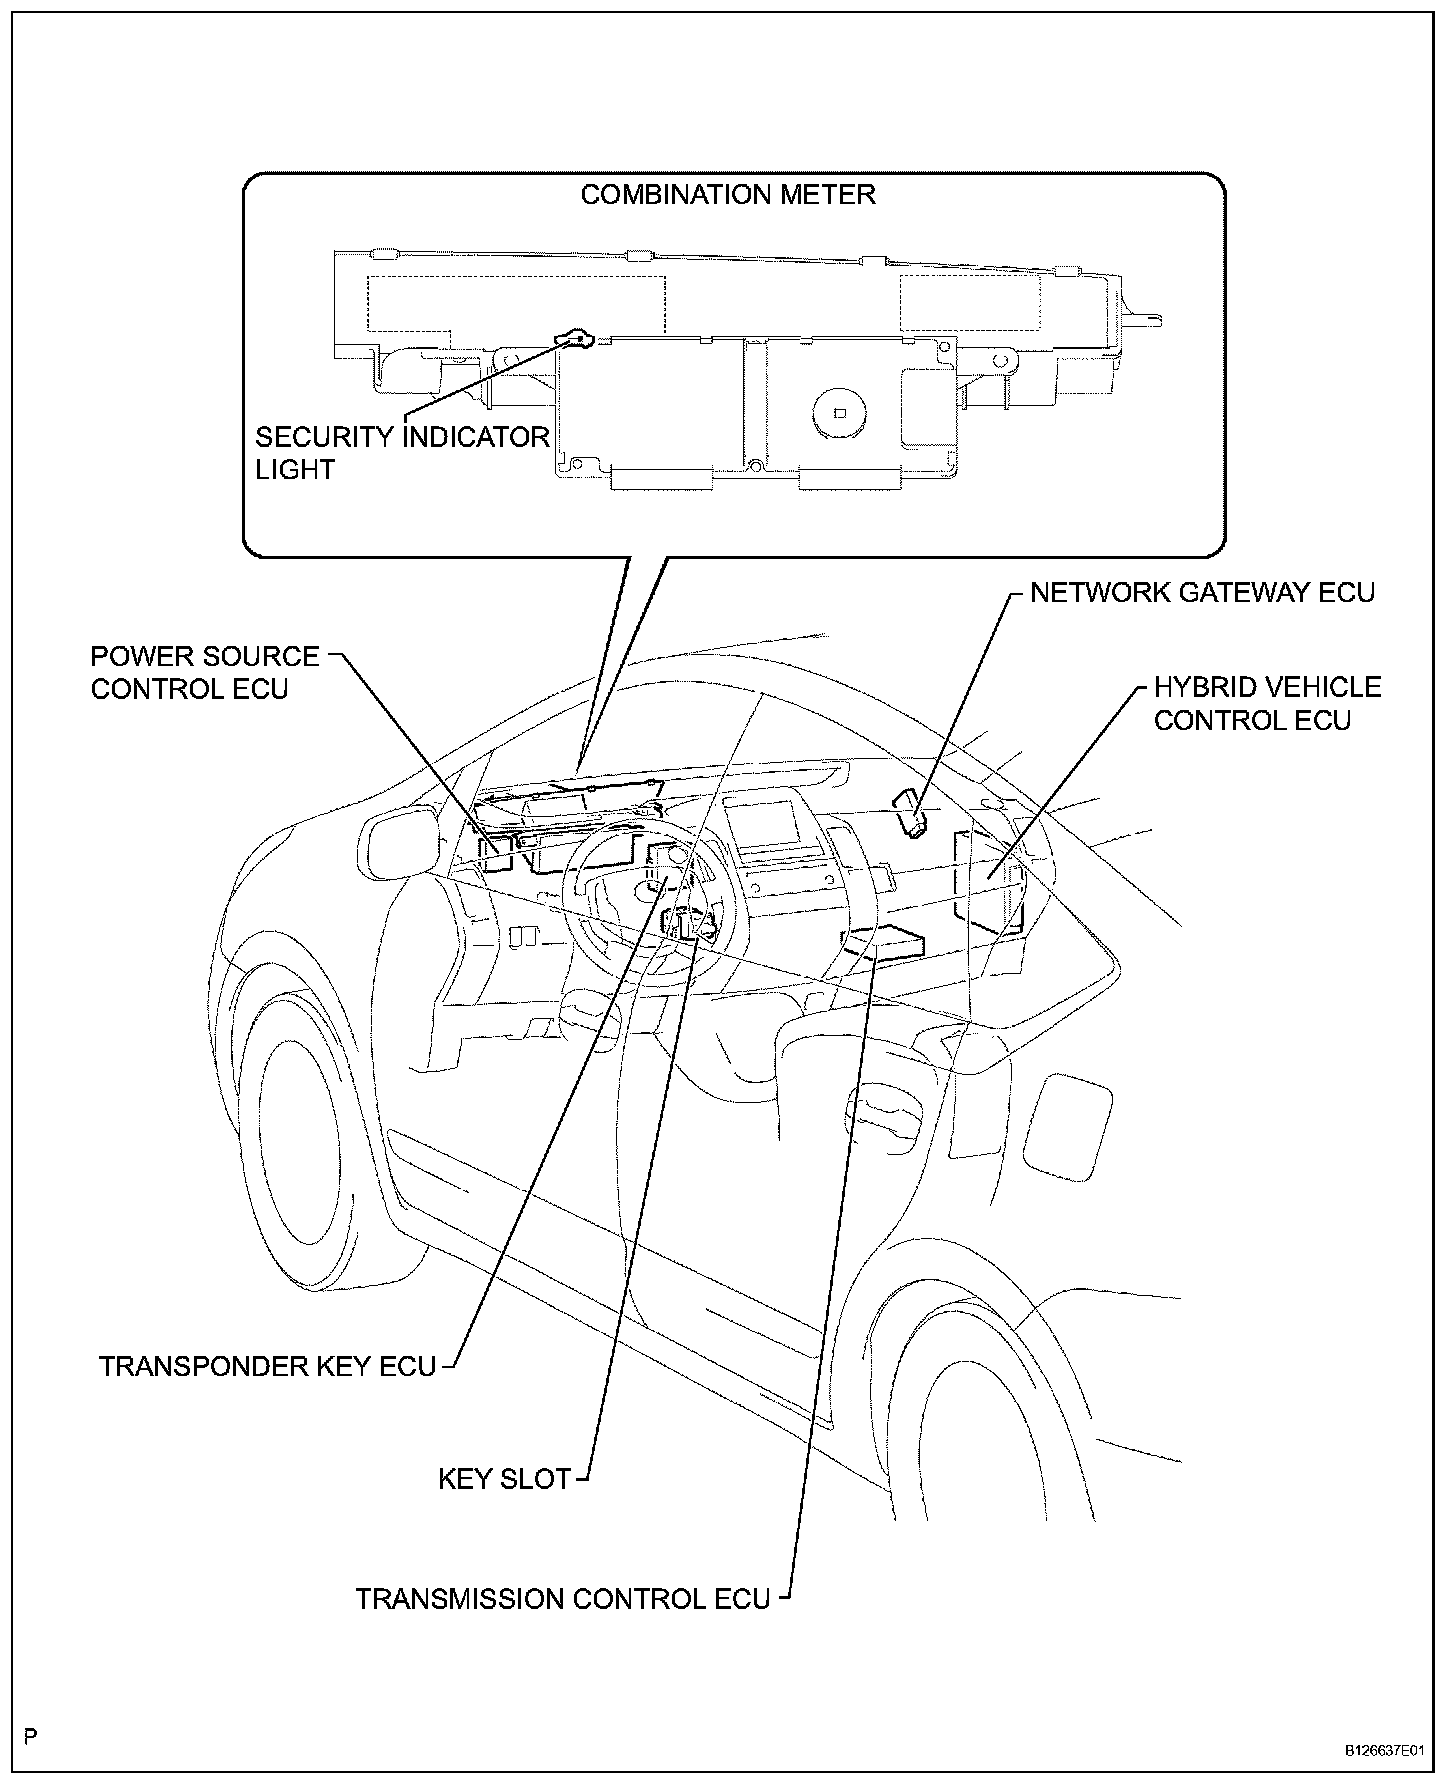 COMBINATION METER
SECURITY INDICATOR
LIGHT
NETWORK GATEWAY ECU
POWER SOURCE
CONTROL ECU
HYBRID VEHICLE
CONTROL ECU
TRANSPONDER KEY ECU
KEY SLOT
TRANSMISSION CONTROL ECU
P
B126637E01